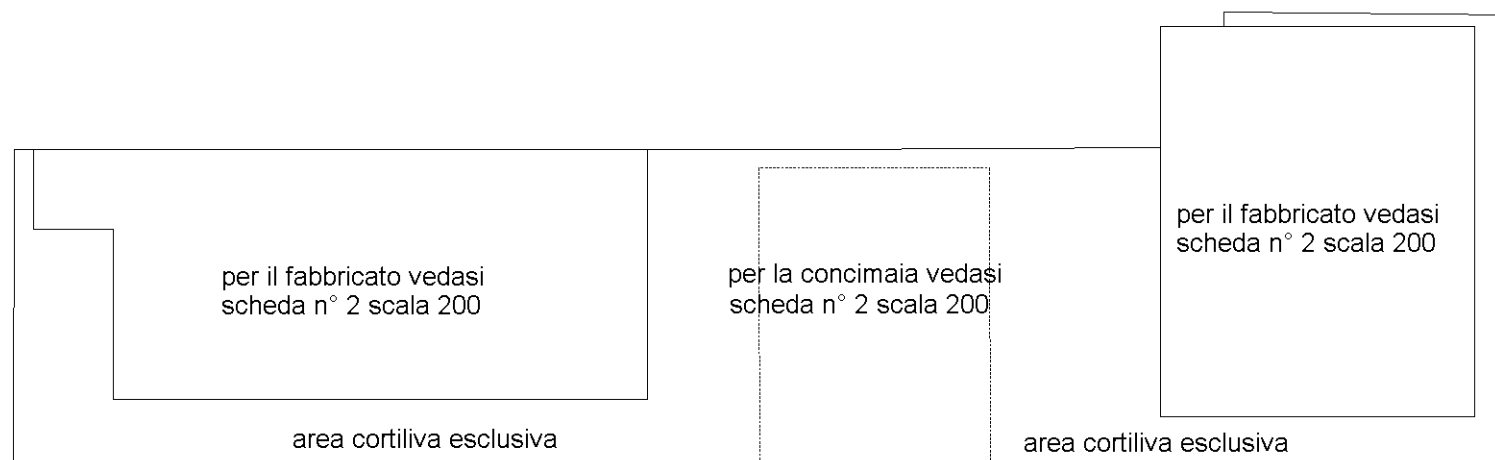 per il fabbricato vedasi
scheda n° 2 scala 200
per la concimaia vedasi
scheda n° 2 scala 200
per il fabbricato vedasi
scheda n° 2 scala 200
area cortiliva esclusiva
area cortiliva esclusiva